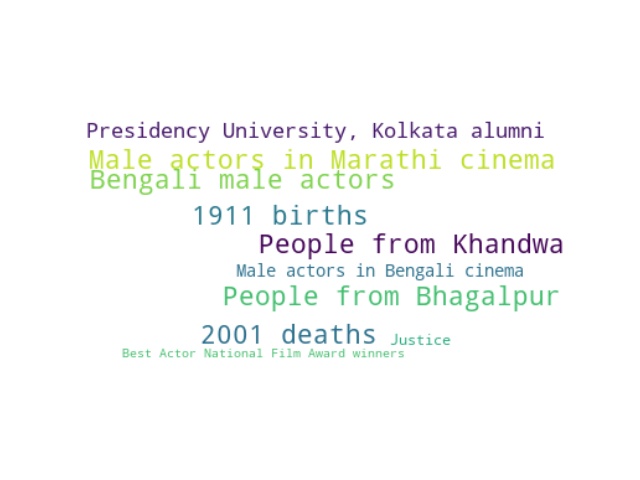 Presidency University, Kolkata alumni
Male actors in Marathi cinema
Bengali male actors
1911 births
People from Khandwa
Male actors in Bengali cinema
People from Bhagalpur
2001 deaths
Justice
Best Actor National Film Award winners